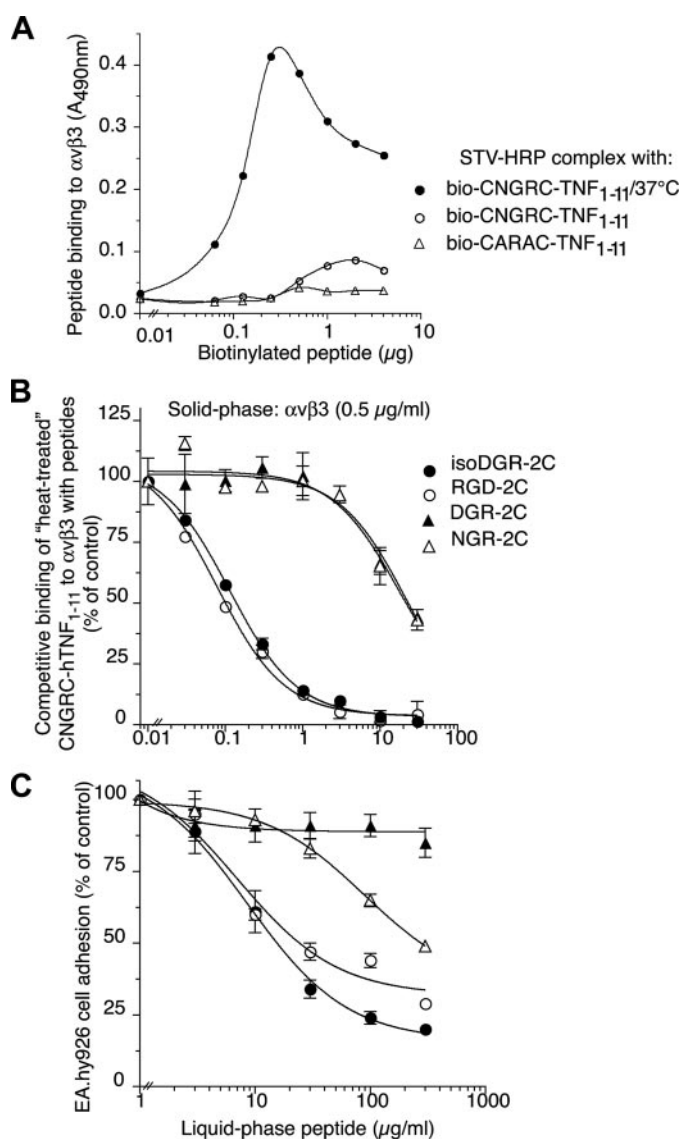 A
Peptide binding to αvβ3 (A490nm)
0.4
0.3
0.2
0.1
0.0
0.01
0.1
1
10
Biotinylated peptide (µg)
STV-HRP complex with:
bio-CNGRC-TNF1-11/37°C
bio-CNGRC-TNF1-11
bio-CARAC-TNF1-11
B
Solid-phase: αvβ3 (0.5 µg/ml)
Competitive binding of "heat-treated"
CNGRC-hTNF1-11 to αvβ3 with peptides
(% of control)
125
100
75
50
25
0
0.01
0.1
1
10
100
isoDGR-2C
RGD-2C
DGR-2C
NGR-2C
C
EA.hy926 cell adhesion (% of control)
100
75
50
25
0
1
10
100
1000
Liquid-phase peptide (µg/ml)